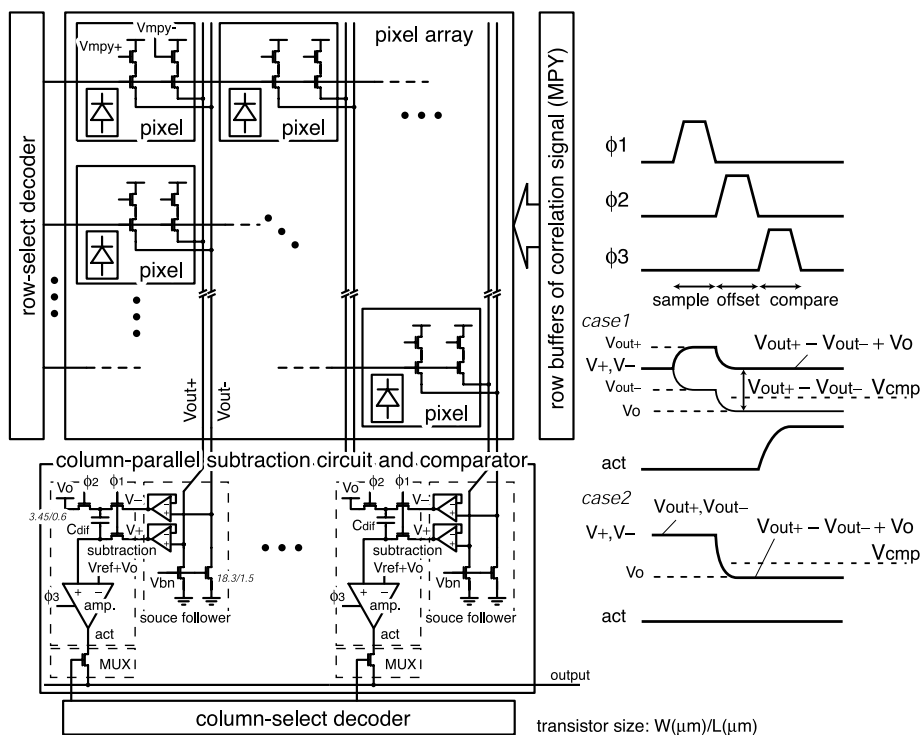 row-select decoder
pixel array
Vmpy-
Vmpy+
pixel
pixel
pixel
pixel
Vout+
Vout-
row buffers of correlation signal (MPY)
column-parallel subtraction circuit and comparator
Vo
ϕ2
ϕ1
V-
3.45/0.6
Cdif
V+
subtraction
Vref+Vo
Vbn
18.3/1.5
ϕ3
+ -
amp.
souce follower
act
MUX
Vo
ϕ2
ϕ1
V-
Cdif
V+
subtraction
Vref+Vo
Vbn
ϕ3
+ -
amp.
souce follower
act
MUX
output
column-select decoder
transistor size: W(μm)/L(μm)
ϕ1
ϕ2
ϕ3
sample offset compare
case1
Vout+
V+,V-
Vout-
Vo
Vout+ - Vout- + Vo
Vout+ - Vout- Vcmp
act
case2
Vout+,Vout-
V+,V-
Vout+ - Vout- + Vo
Vcmp
Vo
act